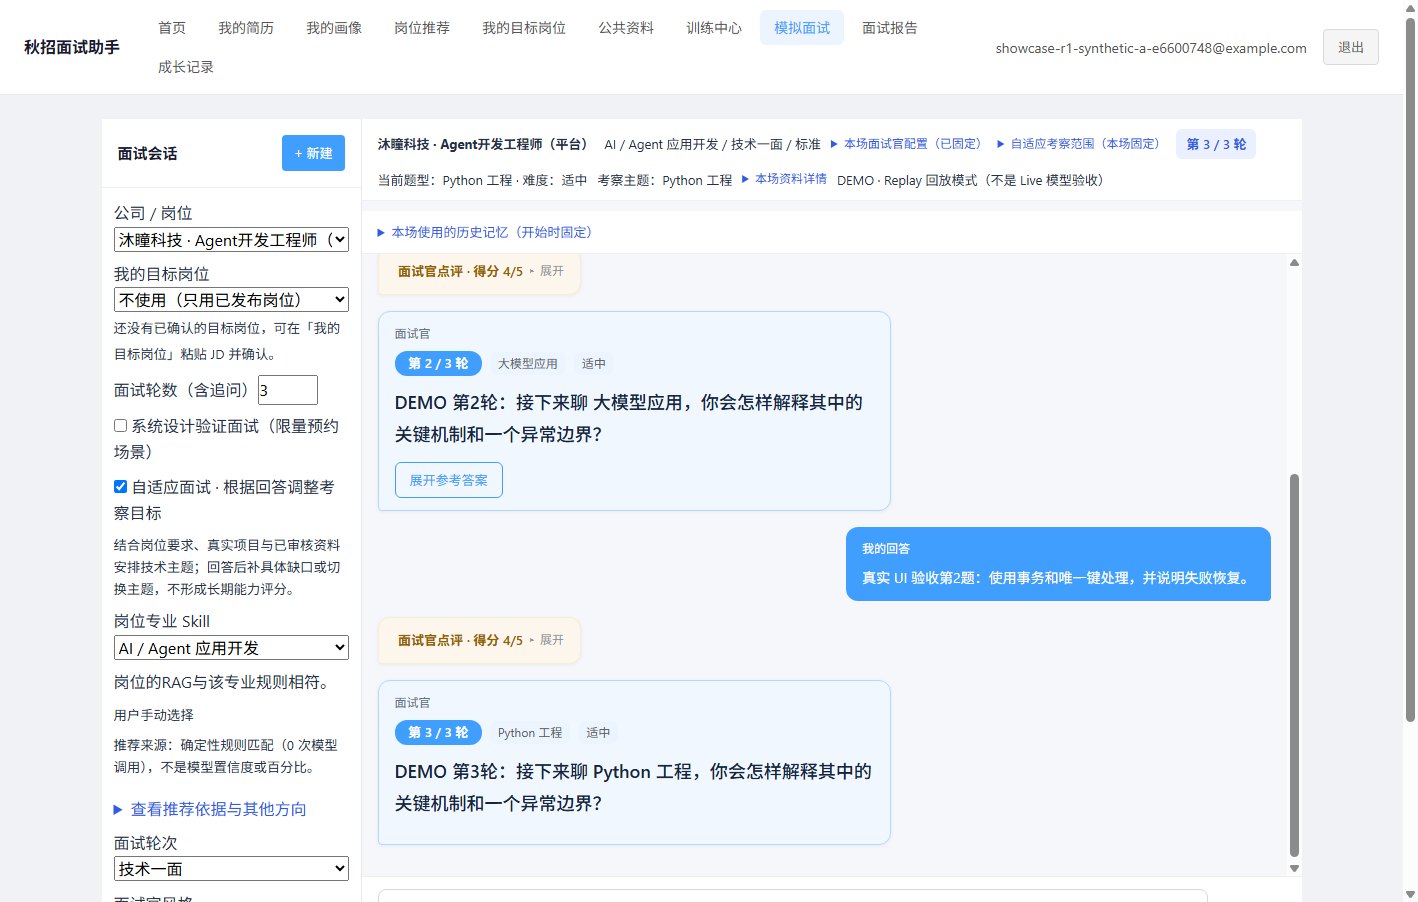 秋招面试助手
首页 我的简历 我的画像 岗位推荐 我的目标岗位 公共资料 训练中心 模拟面试 面试报告
成长记录
showcase-r1-synthetic-a-e6600748@example.com 退出
面试会话 + 新建
公司 / 岗位
沐瞳科技 · Agent开发工程师（
我的目标岗位
不使用（只用已发布岗位）
还没有已确认的目标岗位，可在「我的
目标岗位」粘贴 JD 并确认。
面试轮数（含追问） 3
系统设计验证面试（限量预约
场景）
自适应面试 · 根据回答调整考
察目标
结合岗位要求、真实项目与已审核资料
安排技术主题；回答后补具体缺口或切
换主题，不形成长期能力评分。
岗位专业 Skill
AI / Agent 应用开发
岗位的RAG与该专业规则相符。
用户手动选择
推荐来源：确定性规则匹配（0 次模型
调用），不是模型置信度或百分比。
▶ 查看推荐依据与其他方向
面试轮次
技术一面
面试官风格
沐瞳科技 · Agent开发工程师（平台） AI / Agent 应用开发 / 技术一面 / 标准 ▶ 本场面试官配置（已固定） ▶ 自适应考察范围（本场固定） 第 3 / 3 轮
当前题型：Python 工程 · 难度：适中 考察主题：Python 工程 ▶ 本场资料详情 DEMO · Replay 回放模式（不是 Live 模型验收）
▶ 本场使用的历史记忆（开始时固定）
面试官点评 · 得分 4/5 ▸ 展开
面试官
第 2 / 3 轮 大模型应用 适中
DEMO 第2轮：接下来聊 大模型应用，你会怎样解释其中的
关键机制和一个异常边界？
展开参考答案
我的回答
真实 UI 验收第2题：使用事务和唯一键处理，并说明失败恢复。
面试官点评 · 得分 4/5 ▸ 展开
面试官
第 3 / 3 轮 Python 工程 适中
DEMO 第3轮：接下来聊 Python 工程，你会怎样解释其中的
关键机制和一个异常边界？